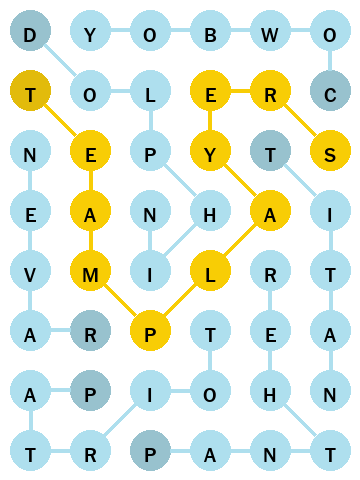 D Y O B W O
T O L E R C
N E P Y T S
E A N H A I
V M I L R T
A R P T E A
A P I O H N
T R P A N T